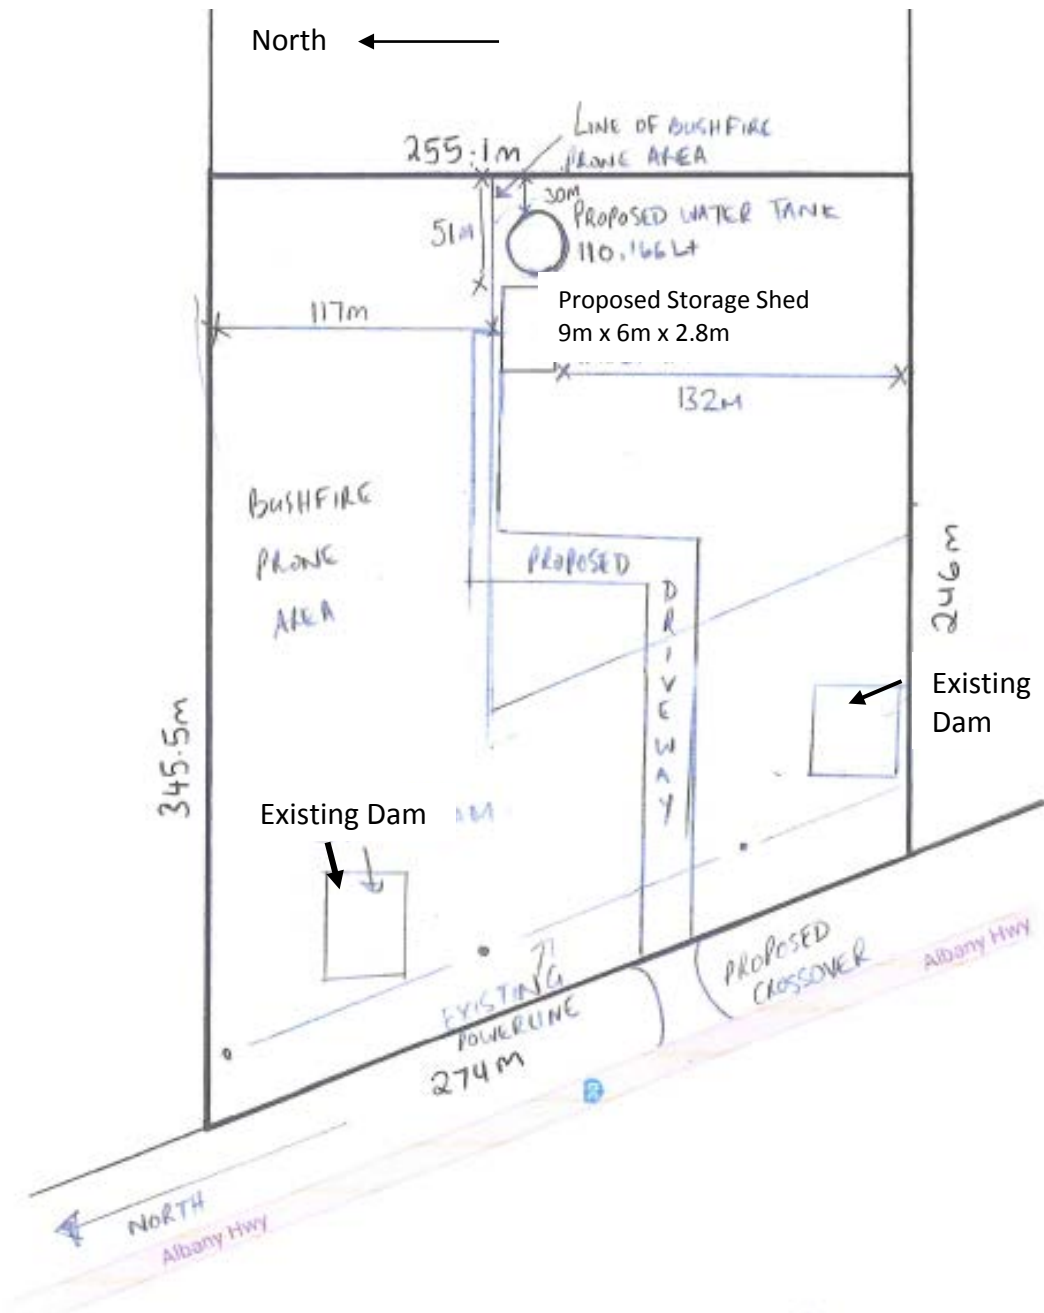 North
LINE OF BUSHFIRE
PRONE AREA
255.1m
30M
PROPOSED WATER TANK
110,166 Lt
51M
Proposed Storage Shed
9m x 6m x 2.8m
117m
132M
BUSHFIRE
PRONE
AREA
PROPOSED
DRIVEWAY
246m
Existing
Dam
345.5m
Existing Dam
EXISTING
POWERLINE
PROPOSED
CROSSOVER
Albany Hwy
274M
NORTH
Albany Hwy